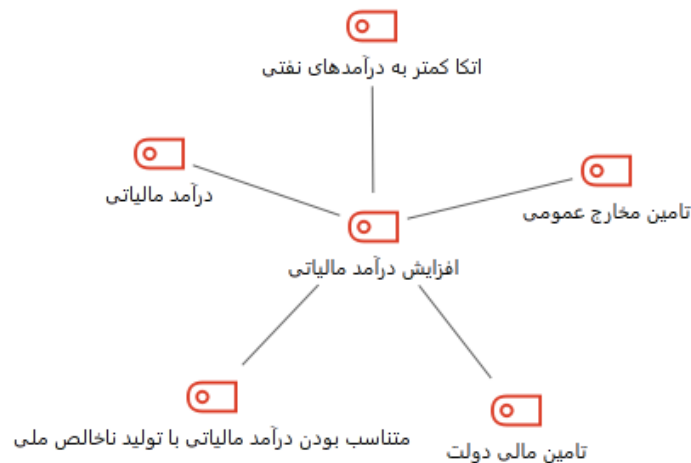 اتکا کمتر به درآمدهای نفتی
درآمد مالیاتی
تامین مخارج عمومی
افزایش درآمد مالیاتی
متناسب بودن درآمد مالیاتی با تولید ناخالص ملی
تامین مالی دولت